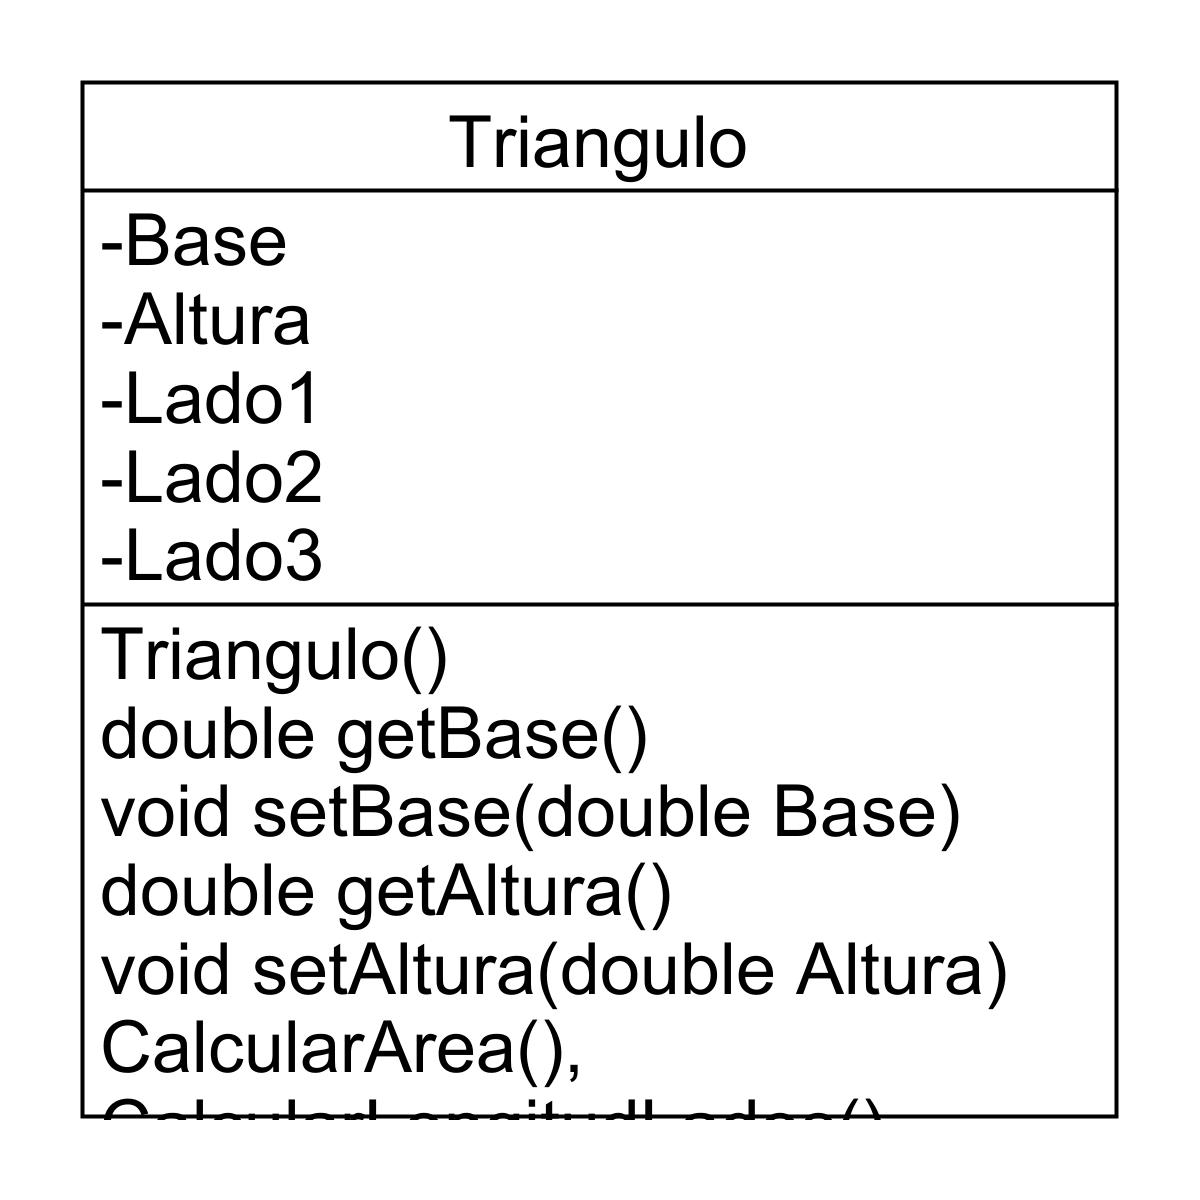 Triangulo
-Base
-Altura
-Lado1
-Lado2
-Lado3
Triangulo()
double getBase()
void setBase(double Base)
double getAltura()
void setAltura(double Altura)
CalcularArea(),
CalcularLongitudLados()